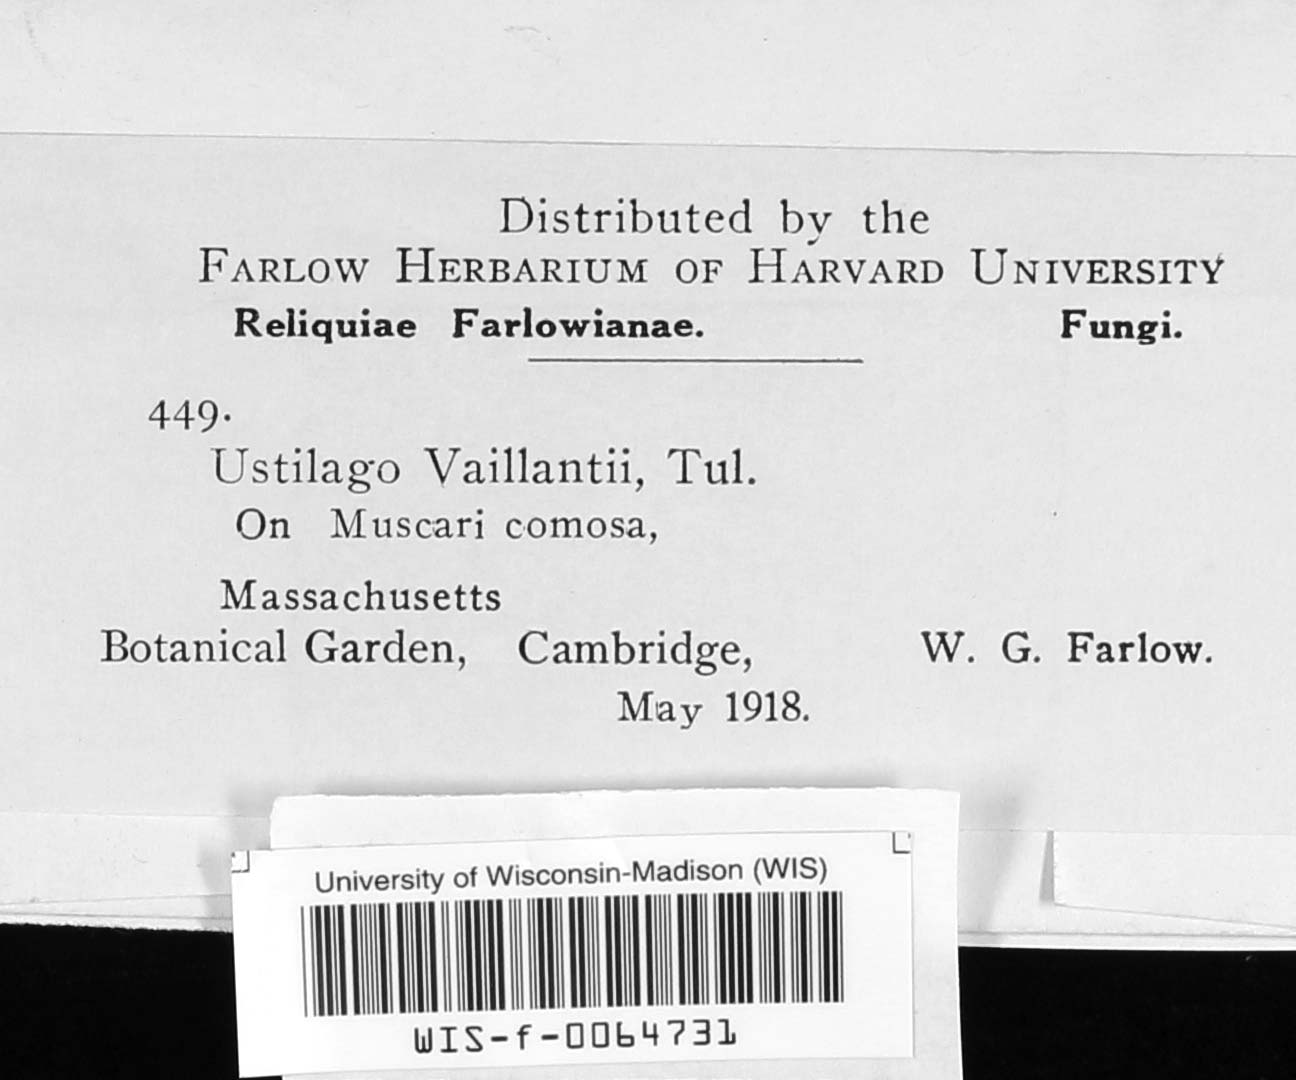 Distributed by the
FARLOW HERBARIUM OF HARVARD UNIVERSITY
Reliquiae Farlowianae. Fungi.
449.
Ustilago Vaillantii, Tul.
On Muscari comosa,
Massachusetts
Botanical Garden, Cambridge, W. G. Farlow.
May 1918.
University of Wisconsin-Madison (WIS)
WIS-f-0064731